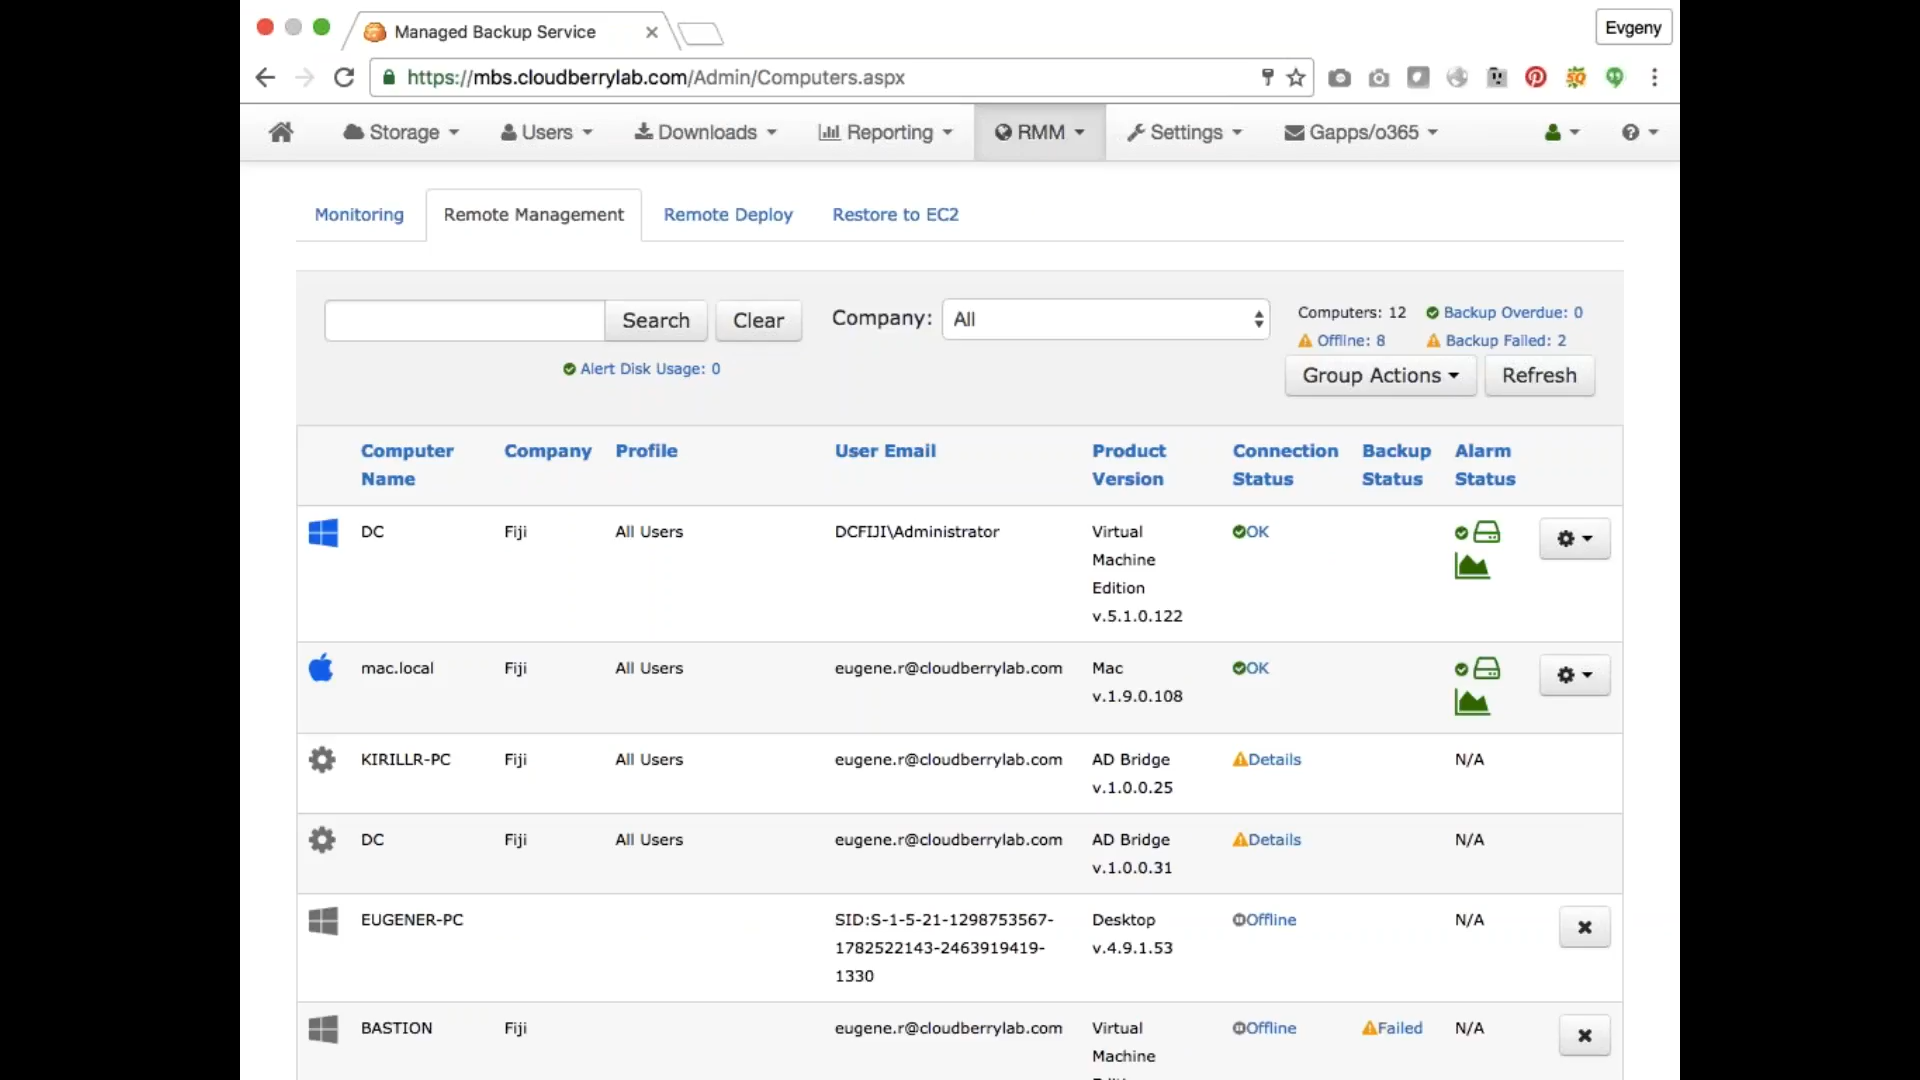 Managed Backup Service
Evgeny
https://mbs.cloudberrylab.com/Admin/Computers.aspx
Storage Users Downloads Reporting RMM Settings Gapps/o365
Monitoring Remote Management Remote Deploy Restore to EC2
Search Clear Company: All
Computers: 12 Backup Overdue: 0
Offline: 8 Backup Failed: 2
Alert Disk Usage: 0
Group Actions Refresh
Computer Name Company Profile User Email Product Version Connection Status Backup Status Alarm Status
DC Fiji All Users DCFIJI\Administrator Virtual OK
Machine
Edition
v.5.1.0.122
mac.local Fiji All Users eugene.r@cloudberrylab.com Mac OK
v.1.9.0.108
KIRILLR-PC Fiji All Users eugene.r@cloudberrylab.com AD Bridge Details N/A
v.1.0.0.25
DC Fiji All Users eugene.r@cloudberrylab.com AD Bridge Details N/A
v.1.0.0.31
EUGENER-PC SID:S-1-5-21-1298753567- Desktop Offline N/A
1782522143-2463919419- v.4.9.1.53
1330
BASTION Fiji eugene.r@cloudberrylab.com Virtual Offline Failed N/A
Machine